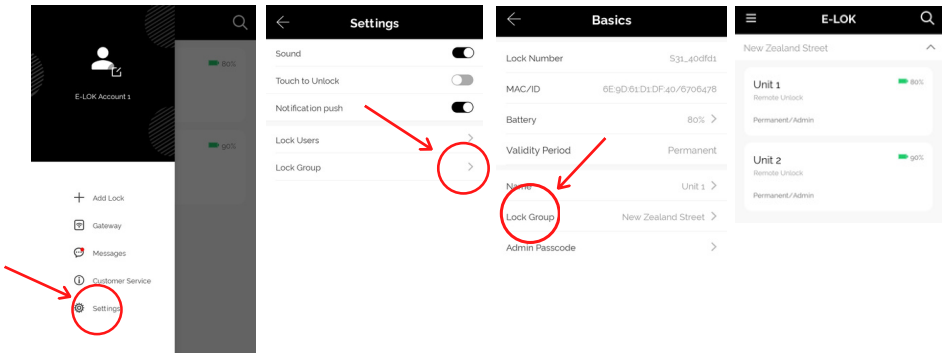 80%
E-LOK Account 1
90%
Add Lock
Gateway
Messages
Customer Service
Settings
Settings
Sound
Touch to Unlock
Notification push
Lock Users
Lock Group
Basics
Lock Number S31_40dfd1
MAC/ID 6E:9D:61:D1:DF:40/6706478
Battery 80%
Validity Period Permanent
Name Unit 1
Lock Group New Zealand Street
Admin Passcode
E-LOK
New Zealand Street
Unit 1 80%
Remote Unlock
Permanent/Admin
Unit 2 90%
Remote Unlock
Permanent/Admin